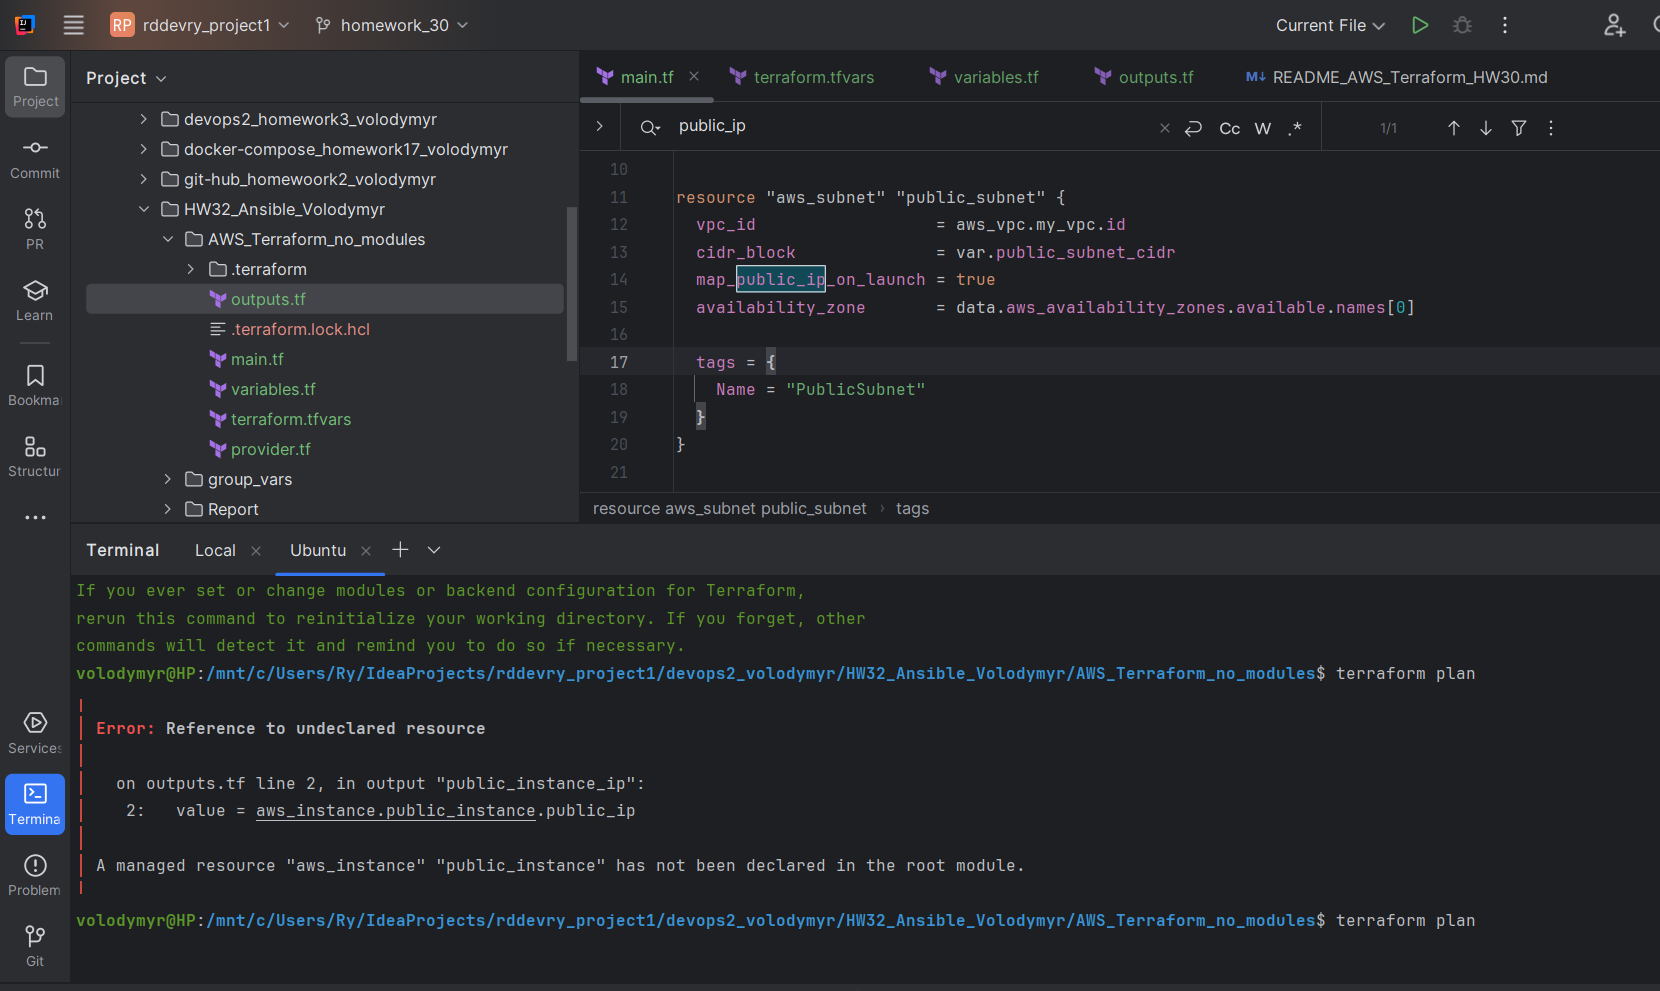 RP rddevry_project1 homework_30 Current File
Project
Commit
PR
Learn
Bookma
Structur
Services
Termina
Problem
Git
Project
devops2_homework3_volodymyr
docker-compose_homework17_volodymyr
git-hub_homewoork2_volodymyr
HW32_Ansible_Volodymyr
AWS_Terraform_no_modules
.terraform
outputs.tf
.terraform.lock.hcl
main.tf
variables.tf
terraform.tfvars
provider.tf
group_vars
Report
main.tf terraform.tfvars variables.tf outputs.tf M↓ README_AWS_Terraform_HW30.md
public_ip Cc W .* 1/1
10
11 resource "aws_subnet" "public_subnet" {
12 vpc_id = aws_vpc.my_vpc.id
13 cidr_block = var.public_subnet_cidr
14 map_public_ip_on_launch = true
15 availability_zone = data.aws_availability_zones.available.names[0]
16
17 tags = {
18 Name = "PublicSubnet"
19 }
20 }
21
resource aws_subnet public_subnet › tags
Terminal Local Ubuntu
If you ever set or change modules or backend configuration for Terraform,
rerun this command to reinitialize your working directory. If you forget, other
commands will detect it and remind you to do so if necessary.
volodymyr@HP:/mnt/c/Users/Ry/IdeaProjects/rddevry_project1/devops2_volodymyr/HW32_Ansible_Volodymyr/AWS_Terraform_no_modules$ terraform plan
Error: Reference to undeclared resource
on outputs.tf line 2, in output "public_instance_ip":
2: value = aws_instance.public_instance.public_ip
A managed resource "aws_instance" "public_instance" has not been declared in the root module.
volodymyr@HP:/mnt/c/Users/Ry/IdeaProjects/rddevry_project1/devops2_volodymyr/HW32_Ansible_Volodymyr/AWS_Terraform_no_modules$ terraform plan